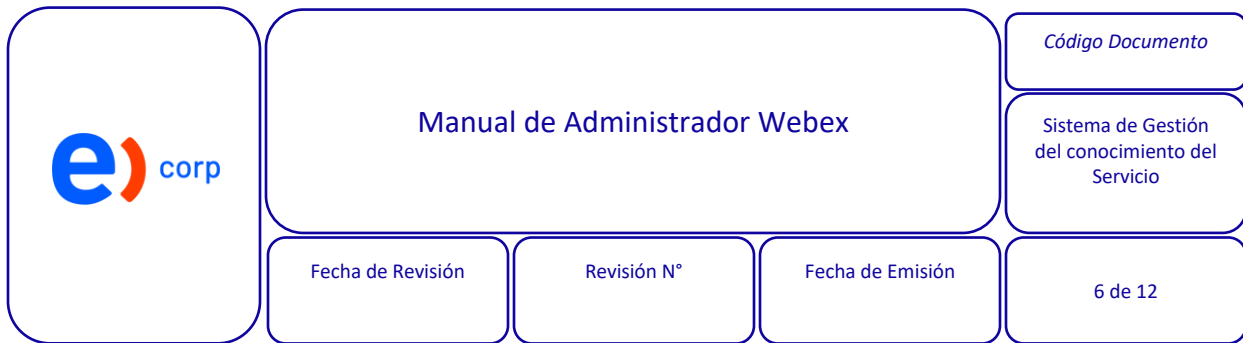 e) corp
Manual de Administrador Webex
Código Documento
Sistema de Gestión
del conocimiento del
Servicio
Fecha de Revisión
Revisión N°
Fecha de Emisión
6 de 12